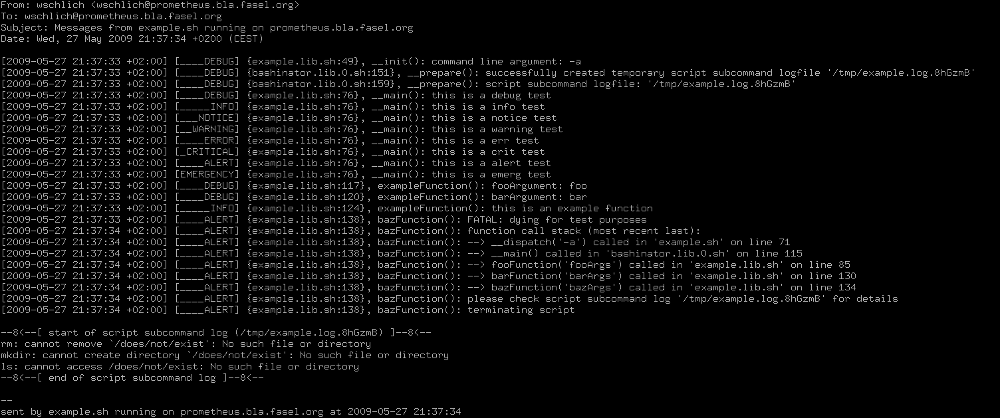 From: wschlich <wschlich@prometheus.bla.fasel.org>
To: wschlich@prometheus.bla.fasel.org
Subject: Messages from example.sh running on prometheus.bla.fasel.org
Date: Wed, 27 May 2009 21:37:34 +0200 (CEST)

[2009-05-27 21:37:33 +02:00] [____DEBUG] {example.lib.sh:49}, __init(): command line argument: -a
[2009-05-27 21:37:33 +02:00] [____DEBUG] {bashinator.lib.0.sh:151}, __prepare(): successfully created temporary script subcommand logfile '/tmp/example.log.8hGzmB'
[2009-05-27 21:37:33 +02:00] [____DEBUG] {bashinator.lib.0.sh:159}, __prepare(): script subcommand logfile: '/tmp/example.log.8hGzmB'
[2009-05-27 21:37:33 +02:00] [____DEBUG] {example.lib.sh:76}, __main(): this is a debug test
[2009-05-27 21:37:33 +02:00] [_____INFO] {example.lib.sh:76}, __main(): this is a info test
[2009-05-27 21:37:33 +02:00] [___NOTICE] {example.lib.sh:76}, __main(): this is a notice test
[2009-05-27 21:37:33 +02:00] [__WARNING] {example.lib.sh:76}, __main(): this is a warning test
[2009-05-27 21:37:33 +02:00] [____ERROR] {example.lib.sh:76}, __main(): this is a err test
[2009-05-27 21:37:33 +02:00] [_CRITICAL] {example.lib.sh:76}, __main(): this is a crit test
[2009-05-27 21:37:33 +02:00] [____ALERT] {example.lib.sh:76}, __main(): this is a alert test
[2009-05-27 21:37:33 +02:00] [EMERGENCY] {example.lib.sh:76}, __main(): this is a emerg test
[2009-05-27 21:37:33 +02:00] [____DEBUG] {example.lib.sh:117}, exampleFunction(): fooArgument: foo
[2009-05-27 21:37:33 +02:00] [____DEBUG] {example.lib.sh:120}, exampleFunction(): barArgument: bar
[2009-05-27 21:37:33 +02:00] [_____INFO] {example.lib.sh:124}, exampleFunction(): this is an example function
[2009-05-27 21:37:33 +02:00] [____ALERT] {example.lib.sh:138}, bazFunction(): FATAL: dying for test purposes
[2009-05-27 21:37:34 +02:00] [____ALERT] {example.lib.sh:138}, bazFunction(): function call stack (most recent last):
[2009-05-27 21:37:34 +02:00] [____ALERT] {example.lib.sh:138}, bazFunction(): --> __dispatch('-a') called in 'example.sh' on line 71
[2009-05-27 21:37:34 +02:00] [____ALERT] {example.lib.sh:138}, bazFunction(): --> __main() called in 'bashinator.lib.0.sh' on line 115
[2009-05-27 21:37:34 +02:00] [____ALERT] {example.lib.sh:138}, bazFunction(): --> fooFunction('fooArgs') called in 'example.lib.sh' on line 85
[2009-05-27 21:37:34 +02:00] [____ALERT] {example.lib.sh:138}, bazFunction(): --> barFunction('barArgs') called in 'example.lib.sh' on line 130
[2009-05-27 21:37:34 +02:00] [____ALERT] {example.lib.sh:138}, bazFunction(): --> bazFunction('bazArgs') called in 'example.lib.sh' on line 134
[2009-05-27 21:37:34 +02:00] [____ALERT] {example.lib.sh:138}, bazFunction(): please check script subcommand log '/tmp/example.log.8hGzmB' for details
[2009-05-27 21:37:34 +02:00] [____ALERT] {example.lib.sh:138}, bazFunction(): terminating script

--8<--[ start of script subcommand log (/tmp/example.log.8hGzmB) ]--8<--
rm: cannot remove `/does/not/exist': No such file or directory
mkdir: cannot create directory `/does/not/exist': No such file or directory
ls: cannot access /does/not/exist: No such file or directory
--8<--[ end of script subcommand log ]--8<--

--
sent by example.sh running on prometheus.bla.fasel.org at 2009-05-27 21:37:34